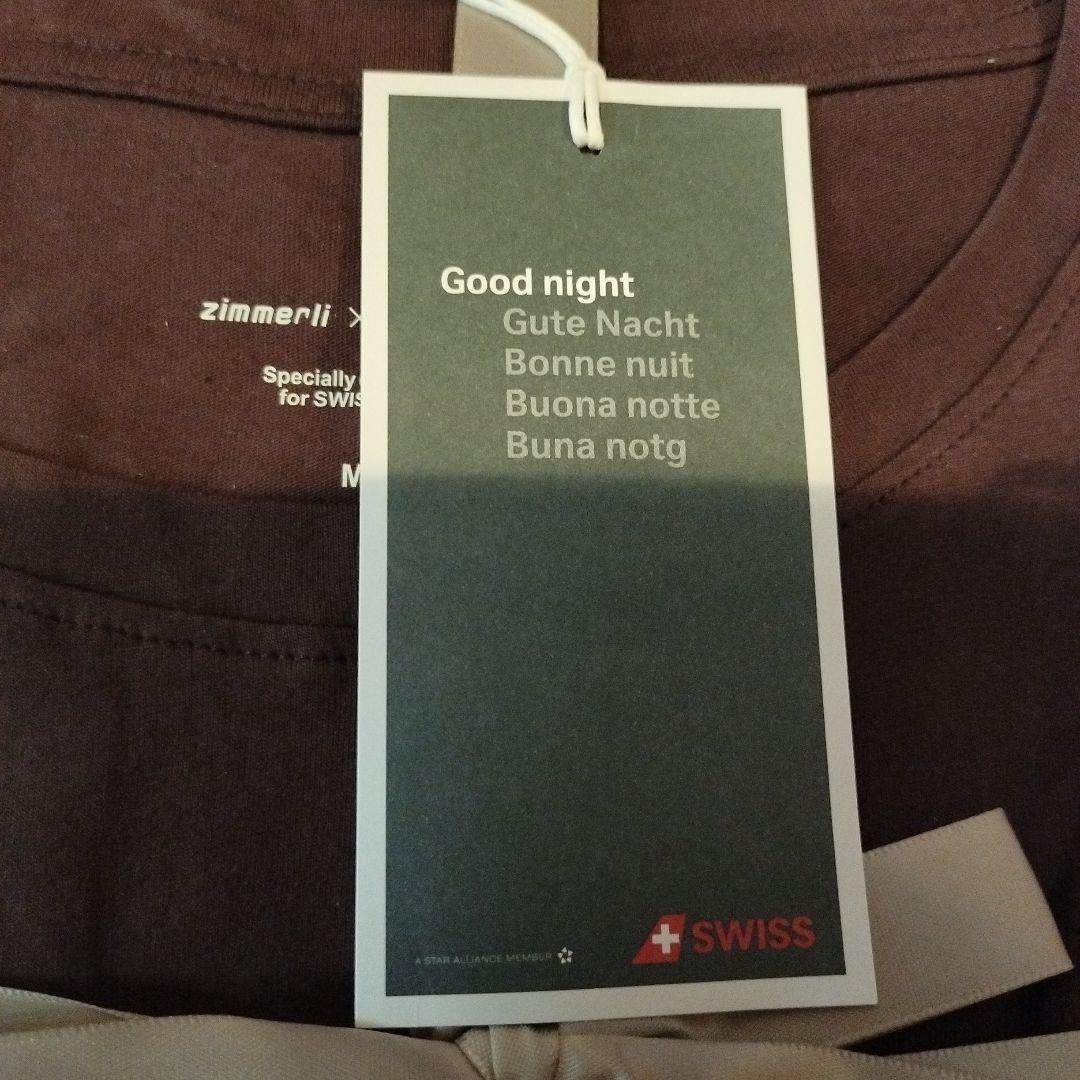 Good night
Gute Nacht
Bonne nuit
Buona notte
Buna notg
zimmerli ×
Specially
for SWIS
M
A STAR ALLIANCE MEMBER
SWISS